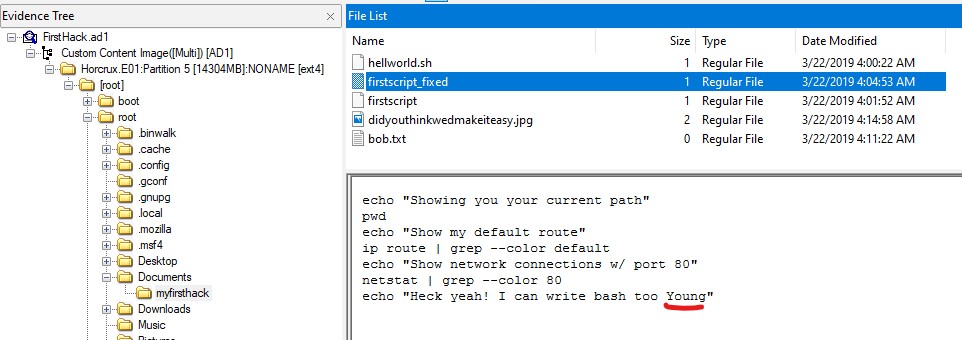 Evidence Tree
FirstHack.ad1
Custom Content Image([Multi]) [AD1]
Horcrux.E01:Partition 5 [14304MB]:NONAME [ext4]
[root]
boot
root
.binwalk
.cache
.config
.gconf
.gnupg
.local
.mozilla
.msf4
Desktop
Documents
myfirsthack
Downloads
Music
File List
Name Size Type Date Modified
hellworld.sh 1 Regular File 3/22/2019 4:00:22 AM
firstscript_fixed 1 Regular File 3/22/2019 4:04:53 AM
firstscript 1 Regular File 3/22/2019 4:01:52 AM
didyouthinkwedmakeiteasy.jpg 2 Regular File 3/22/2019 4:14:58 AM
bob.txt 0 Regular File 3/22/2019 4:11:22 AM
echo "Showing you your current path"
pwd
echo "Show my default route"
ip route | grep --color default
echo "Show network connections w/ port 80"
netstat | grep --color 80
echo "Heck yeah! I can write bash too Young"